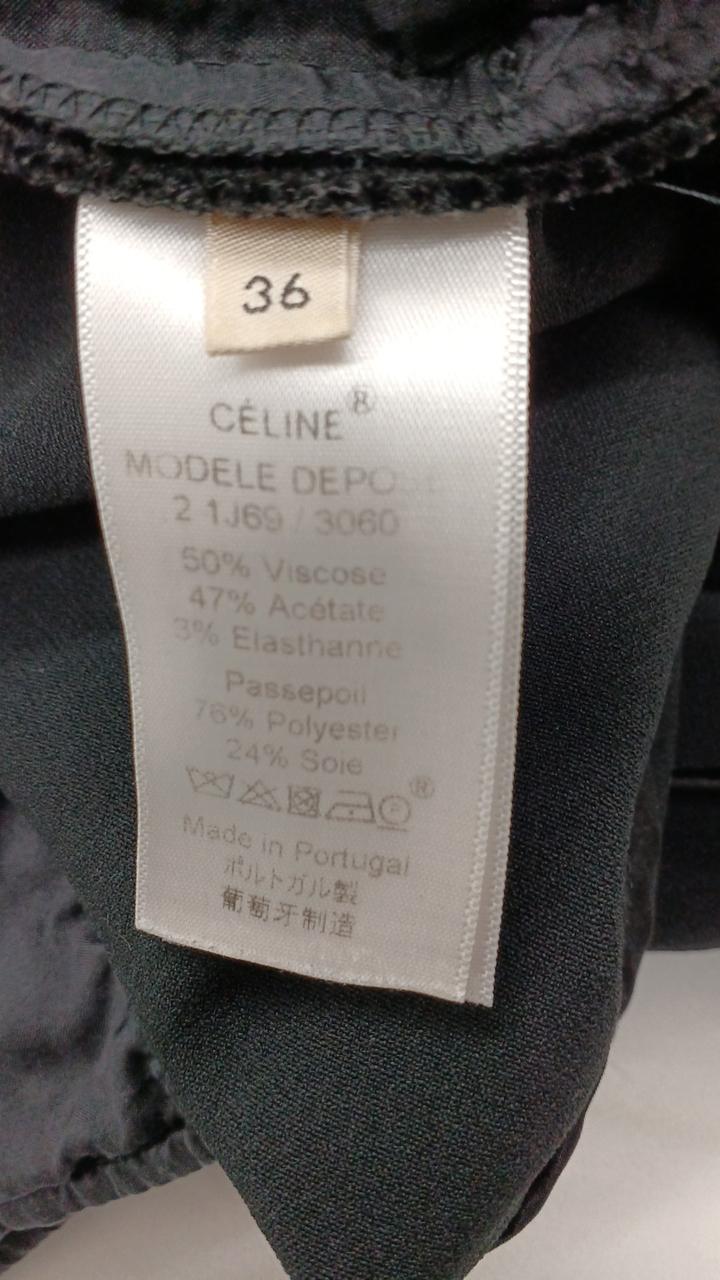 36
CÉLINE®
MODELE DEPO
2 1J69 / 3060
50% Viscose
47% Acétate
3% Elasthanne
Passepoil
76% Polyester
24% Soie
®
Made in Portugal
ポルトガル製
葡萄牙制造